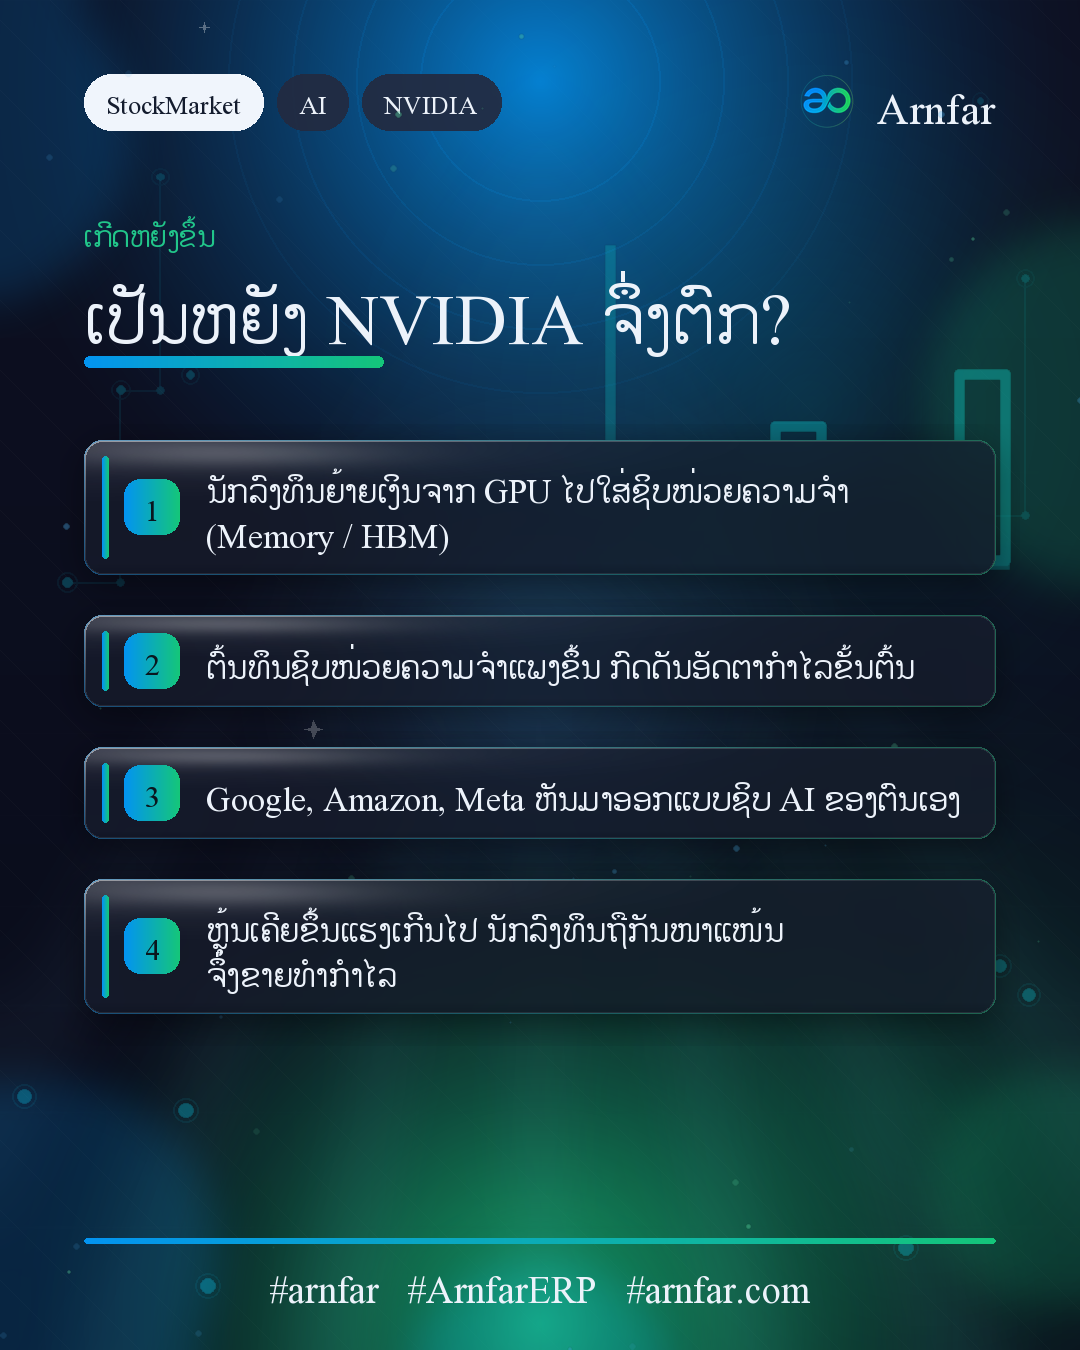 StockMarket AI NVIDIA
Arnfar
ເກີດຫຍັງຂຶ້ນ
ເປັນຫຍັງ NVIDIA ຈຶ່ງຕົກ?
1 ນັກລົງທຶນຍ້າຍເງິນຈາກ GPU ໄປໃສ່ຊິບໜ່ວຍຄວາມຈຳ
(Memory / HBM)
2 ຕົ້ນທຶນຊິບໜ່ວຍຄວາມຈຳແພງຂຶ້ນ ກົດດັນອັດຕາກຳໄລຂັ້ນຕົ້ນ
3 Google, Amazon, Meta ຫັນມາອອກແບບຊິບ AI ຂອງຕົນເອງ
4 ຫຼຸ້ນເຄີຍຂຶ້ນແຮງເກີນໄປ ນັກລົງທຶນຖືກັນໜາແໜ້ນ
ຈຶ່ງຂາຍທຳກຳໄລ
#arnfar #ArnfarERP #arnfar.com